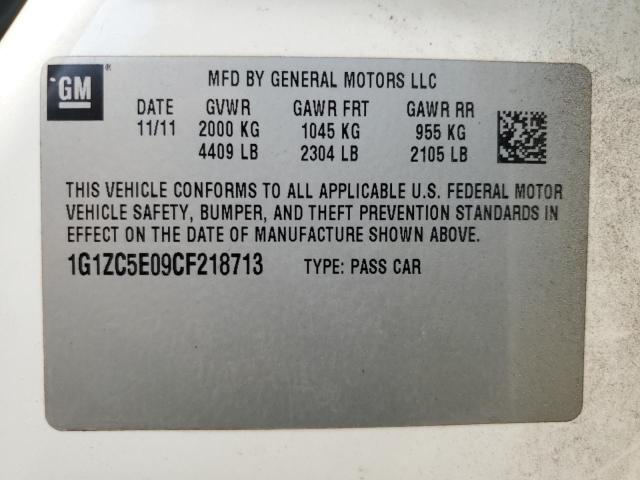 GM ®
MFD BY GENERAL MOTORS LLC
DATE GVWR GAWR FRT GAWR RR
11/11 2000 KG 1045 KG 955 KG
4409 LB 2304 LB 2105 LB
THIS VEHICLE CONFORMS TO ALL APPLICABLE U.S. FEDERAL MOTOR
VEHICLE SAFETY, BUMPER, AND THEFT PREVENTION STANDARDS IN
EFFECT ON THE DATE OF MANUFACTURE SHOWN ABOVE.
1G1ZC5E09CF218713 TYPE: PASS CAR